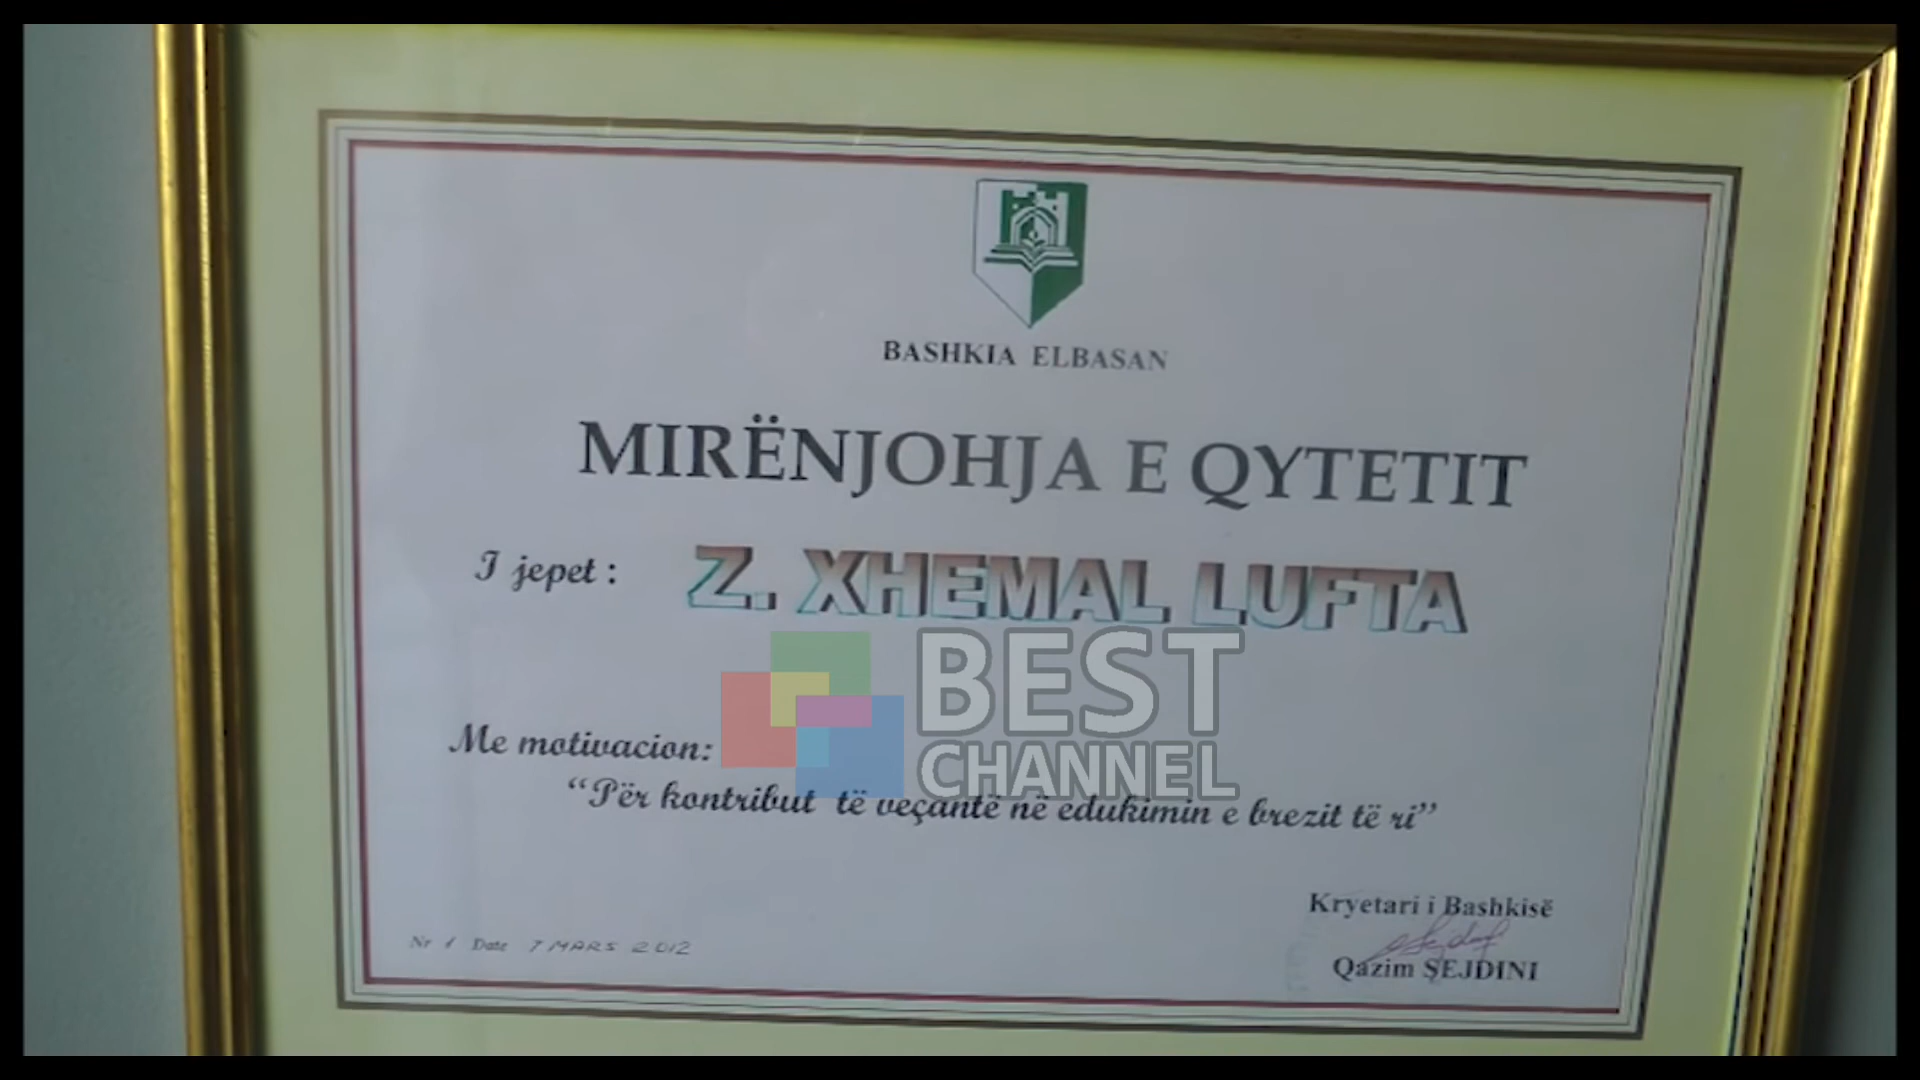 BASHKIA ELBASAN
MIRËNJOHJA E QYTETIT
I jepet : Z. XHEMAL LUFTA
BEST
CHANNEL
Me motivacion:
“Për kontribut të veçantë në edukimin e brezit të ri”
Kryetari i Bashkisë
Nr 1 Date 7 MARS 2012
Qazim SEJDINI